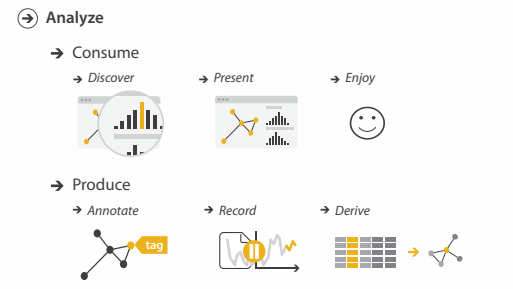 Analyze
Consume
Discover
Present
Enjoy
Produce
Annotate
Record
Derive
tag